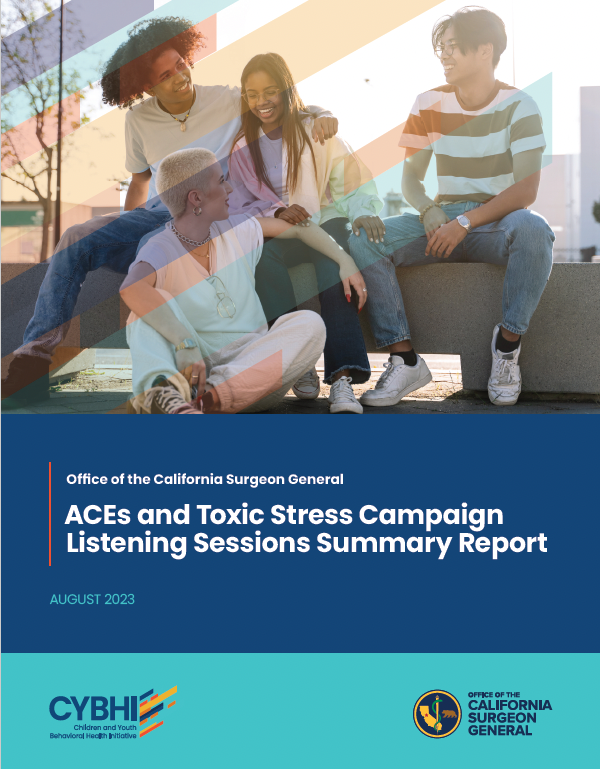 Office of the California Surgeon General
ACEs and Toxic Stress Campaign
Listening Sessions Summary Report
AUGUST 2023
CYBHI
Children and Youth
Behavioral Health Initiative
OFFICE OF THE
CALIFORNIA
SURGEON
GENERAL